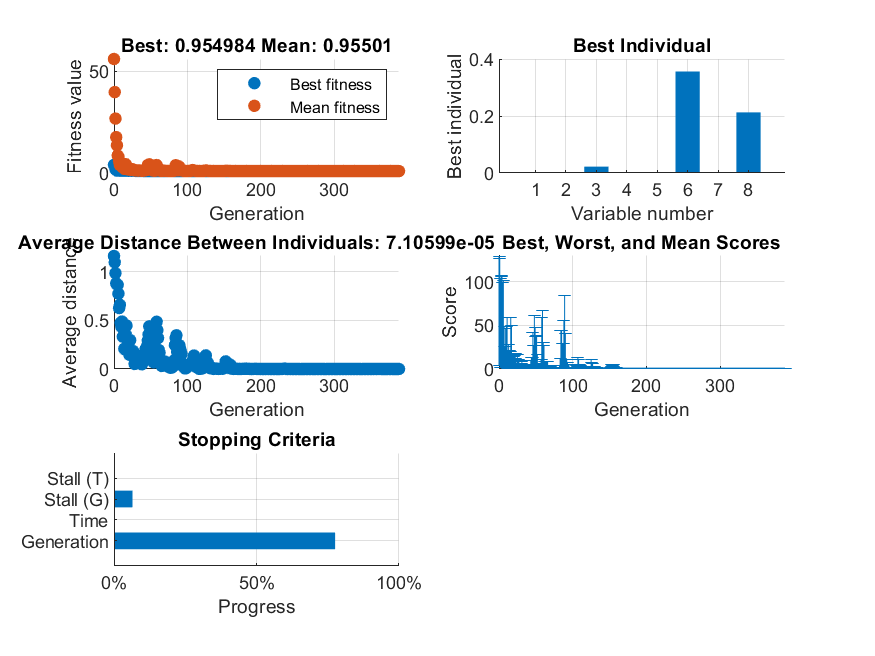 Best: 0.954984 Mean: 0.95501
Fitness value
50
0
Best fitness
Mean fitness
0 100 200 300
Generation
Best Individual
Best individual
0.4
0.2
0
1 2 3 4 5 6 7 8
Variable number
Average Distance Between Individuals: 7.10599e-05
Average distance
1
0.5
0
0 100 200 300
Generation
Best, Worst, and Mean Scores
Score
100
50
0
0 100 200 300
Generation
Stopping Criteria
Stall (T)
Stall (G)
Time
Generation
0% 50% 100%
Progress